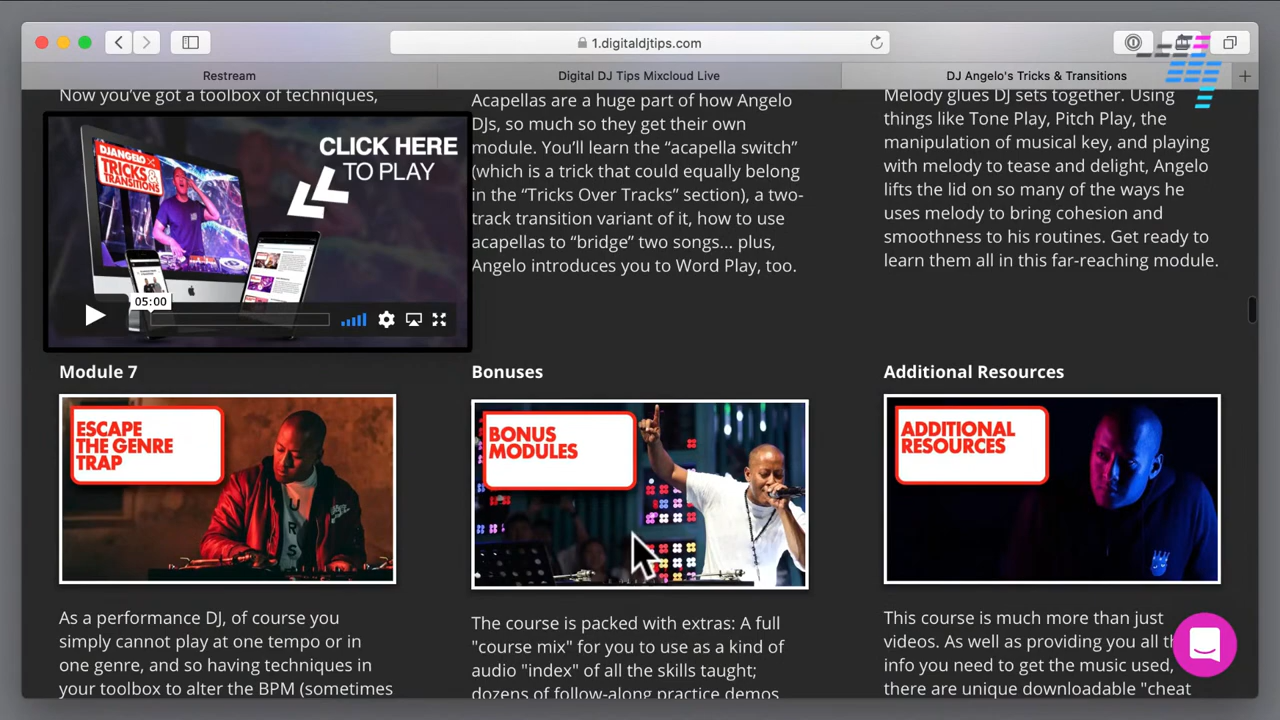 1.digitaldjtips.com
Restream
Digital DJ Tips Mixcloud Live
DJ Angelo's Tricks & Transitions
Now you've got a toolbox of techniques,
DJ ANGELO
TRICKS &
TRANSITIONS
CLICK HERE
TO PLAY
05:00
Acapellas are a huge part of how Angelo
DJs, so much so they get their own
module. You'll learn the “acapella switch”
(which is a trick that could equally belong
in the “Tricks Over Tracks” section), a two-
track transition variant of it, how to use
acapellas to “bridge” two songs... plus,
Angelo introduces you to Word Play, too.
Melody glues DJ sets together. Using
things like Tone Play, Pitch Play, the
manipulation of musical key, and playing
with melody to tease and delight, Angelo
lifts the lid on so many of the ways he
uses melody to bring cohesion and
smoothness to his routines. Get ready to
learn them all in this far-reaching module.
Module 7
ESCAPE
THE GENRE
TRAP
As a performance DJ, of course you
simply cannot play at one tempo or in
one genre, and so having techniques in
your toolbox to alter the BPM (sometimes
Bonuses
BONUS
MODULES
The course is packed with extras: A full
"course mix" for you to use as a kind of
audio "index" of all the skills taught;
dozens of follow-along practice demos
Additional Resources
ADDITIONAL
RESOURCES
This course is much more than just
videos. As well as providing you all
info you need to get the music used,
there are unique downloadable "cheat